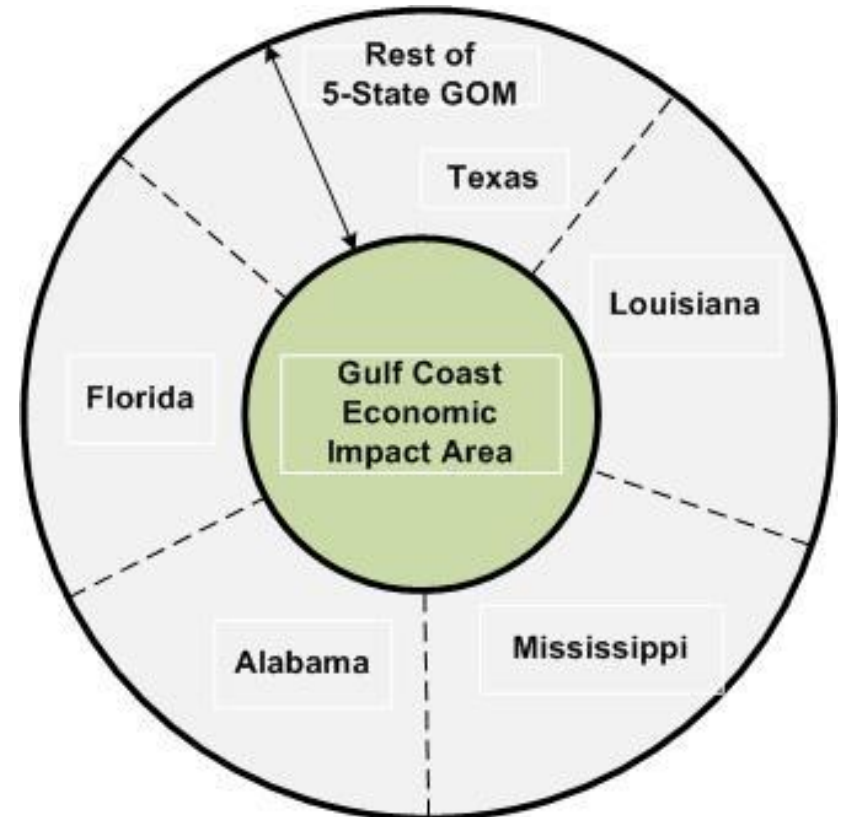 Rest of
5-State GOM
Texas
Louisiana
Florida
Gulf Coast
Economic
Impact Area
Alabama
Mississippi